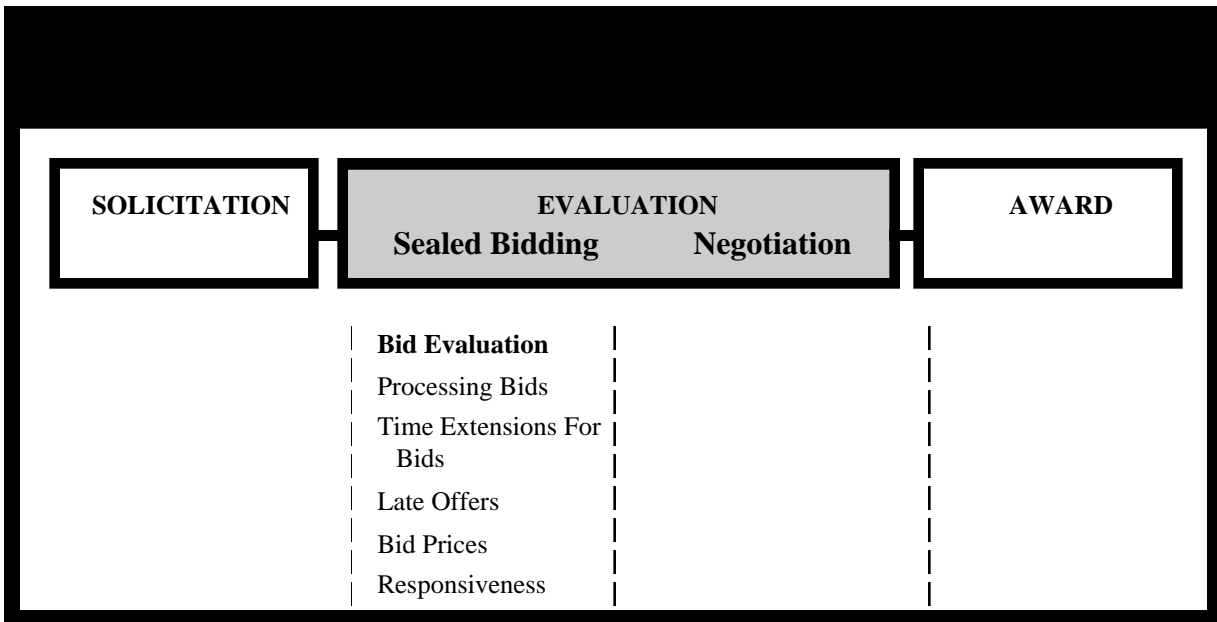 SOLICITATION
EVALUATION
Sealed Bidding Negotiation
AWARD
Bid Evaluation
Processing Bids
Time Extensions For
Bids
Late Offers
Bid Prices
Responsiveness